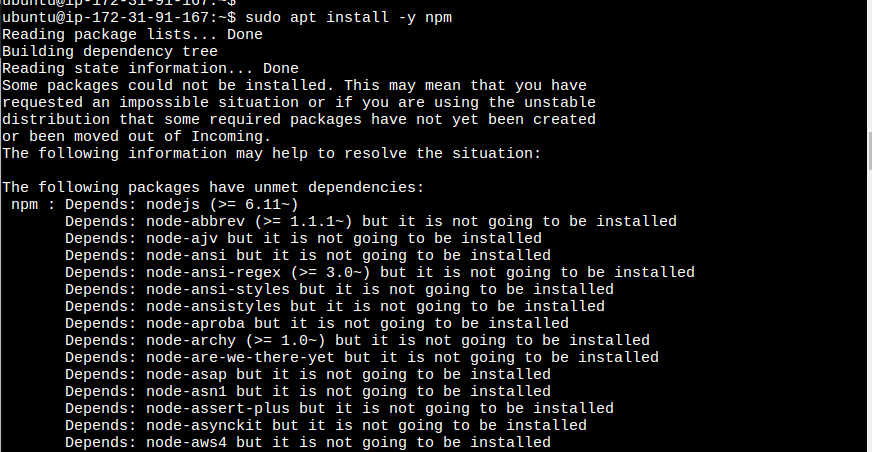 ubuntu@ip-172-31-91-167:~$
ubuntu@ip-172-31-91-167:~$ sudo apt install -y npm
Reading package lists... Done
Building dependency tree
Reading state information... Done
Some packages could not be installed. This may mean that you have
requested an impossible situation or if you are using the unstable
distribution that some required packages have not yet been created
or been moved out of Incoming.
The following information may help to resolve the situation:

The following packages have unmet dependencies:
 npm : Depends: nodejs (>= 6.11~)
       Depends: node-abbrev (>= 1.1.1~) but it is not going to be installed
       Depends: node-ajv but it is not going to be installed
       Depends: node-ansi but it is not going to be installed
       Depends: node-ansi-regex (>= 3.0~) but it is not going to be installed
       Depends: node-ansi-styles but it is not going to be installed
       Depends: node-ansistyles but it is not going to be installed
       Depends: node-aproba but it is not going to be installed
       Depends: node-archy (>= 1.0~) but it is not going to be installed
       Depends: node-are-we-there-yet but it is not going to be installed
       Depends: node-asap but it is not going to be installed
       Depends: node-asn1 but it is not going to be installed
       Depends: node-assert-plus but it is not going to be installed
       Depends: node-asynckit but it is not going to be installed
       Depends: node-aws4 but it is not going to be installed